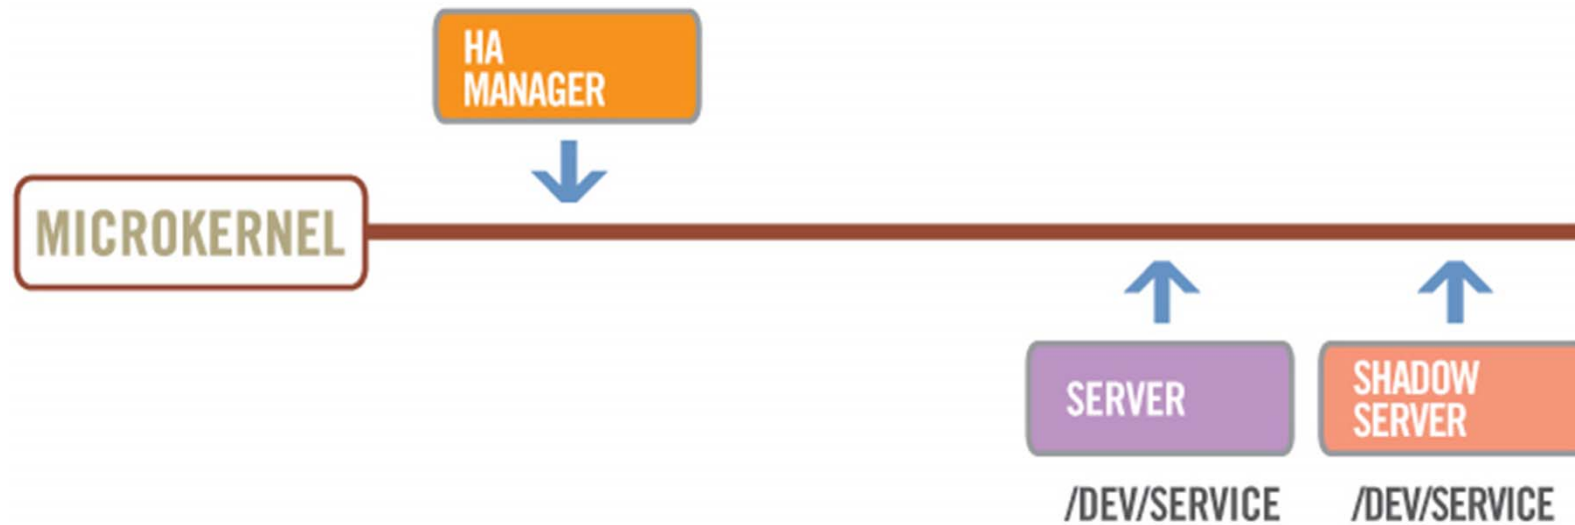 HA
MANAGER
MICROKERNEL
SERVER
SHADOW
SERVER
/DEV/SERVICE
/DEV/SERVICE